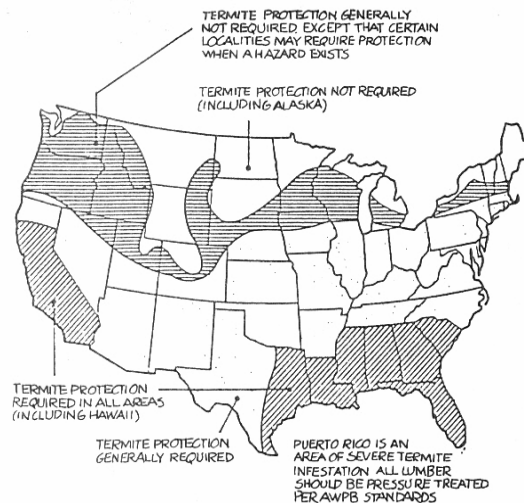 TERMITE PROTECTION GENERALLY
NOT REQUIRED, EXCEPT THAT CERTAIN
LOCALITIES MAY REQUIRE PROTECTION
WHEN A HAZARD EXISTS
TERMITE PROTECTION NOT REQUIRED
(INCLUDING ALASKA)
TERMITE PROTECTION
REQUIRED IN ALL AREAS
(INCLUDING HAWAII)
TERMITE PROTECTION
GENERALLY REQUIRED
PUERTO RICO IS AN
AREA OF SEVERE TERMITE
INFESTATION ALL LUMBER
SHOULD BE PRESSURE TREATED
PER AWPB STANDARDS